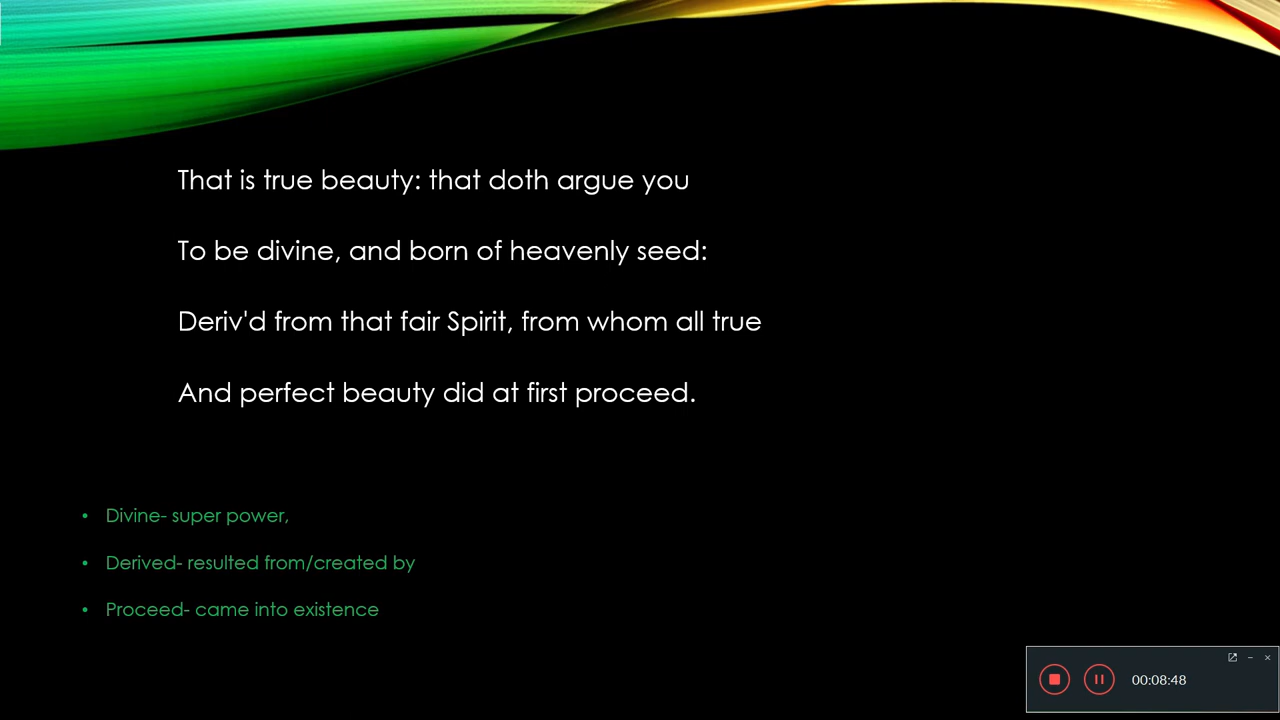 That is true beauty: that doth argue you
To be divine, and born of heavenly seed:
Deriv'd from that fair Spirit, from whom all true
And perfect beauty did at first proceed.
• Divine- super power,
• Derived- resulted from/created by
• Proceed- came into existence
00:08:48